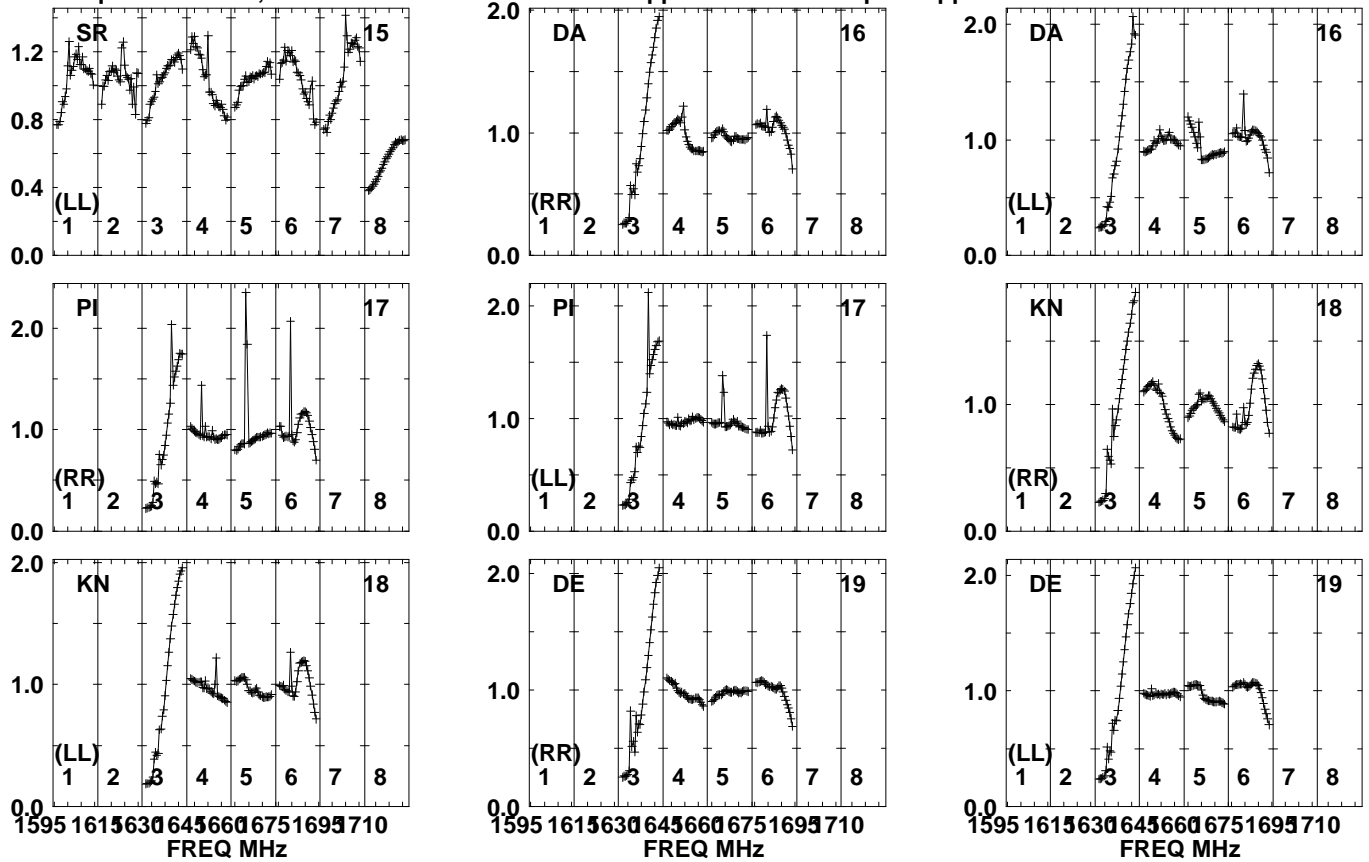 SR 15
1.2
0.8
0.4
(LL)
1 2 3 4 5 6 7 8
0.0
DA 16
2.0
1.0
(RR)
3 4 5 6 7 8
1 2
0.0
DA 16
2.0
1.0
(LL)
1 2 3 4 5 6 7 8
0.0
PI 17
2.0
1.0
(RR)
1 2 3 4 5 6 7 8
0.0
PI 17
2.0
1.0
(LL)
1 2 3 4 5 6 7 8
0.0
KN 18
1.0
(RR)
1 2 3 4 5 6 7 8
0.0
KN 18
2.0
1.0
(LL)
1 2 3 4 5 6 7 8
0.0
DE 19
2.0
1.0
(RR)
1 2 3 4 5 6 7 8
0.0
DE 19
2.0
1.0
(LL)
1 2 3 4 5 6 7 8
0.0
1595 1615 1630 1645 1660 1675 1695 1710
FREQ MHz
1595 1615 1630 1645 1660 1675 1695 1710
FREQ MHz
1595 1615 1630 1645 1660 1675 1695 1710
FREQ MHz